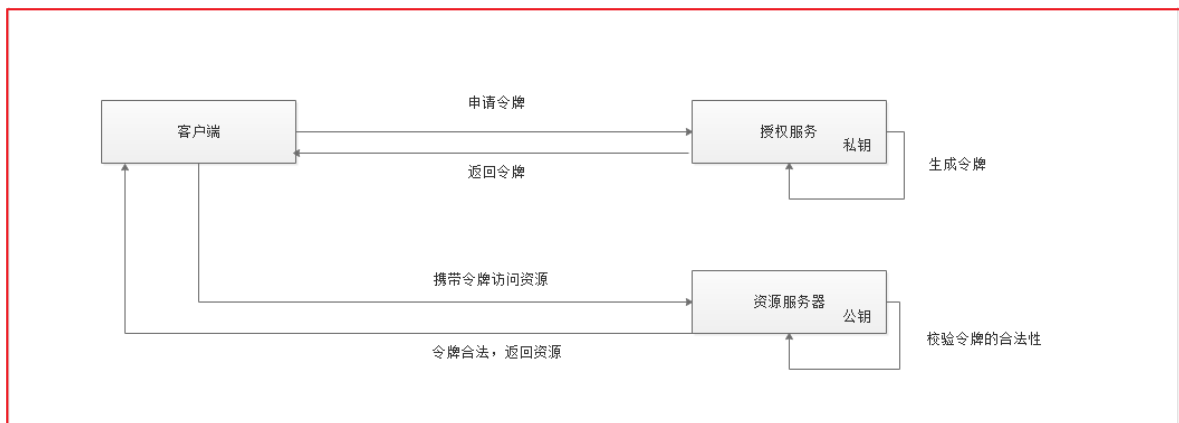 申请令牌
客户端
授权服务
私钥
生成令牌
返回令牌
携带令牌访问资源
资源服务器
公钥
校验令牌的合法性
令牌合法，返回资源